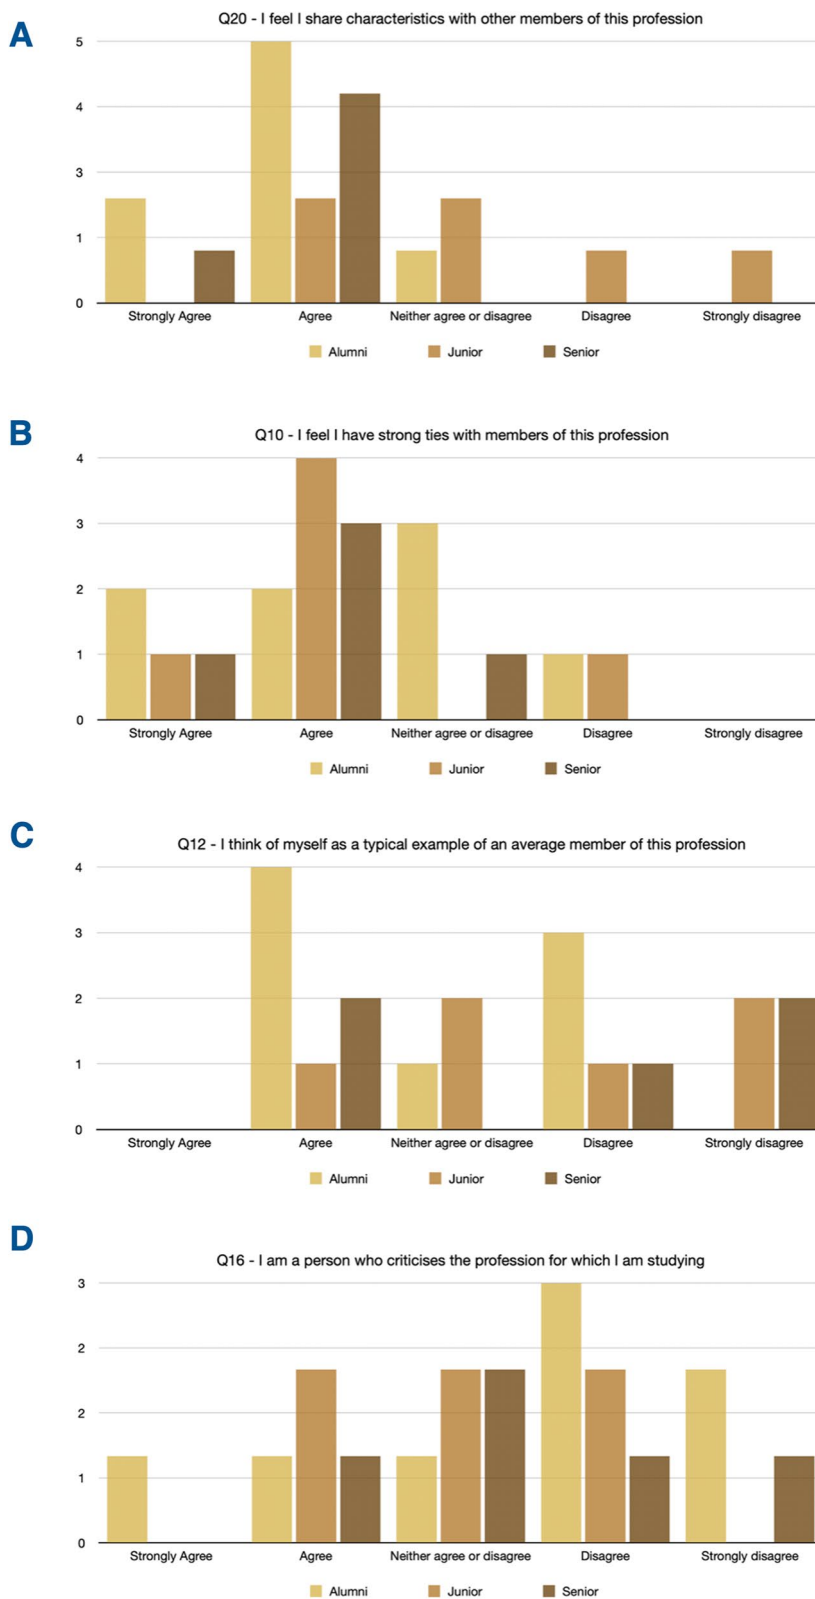 A
Q20 - I feel I share characteristics with other members of this profession
5
4
3
1
0
Strongly Agree Agree Neither agree or disagree Disagree Strongly disagree
Alumni Junior Senior
B
Q10 - I feel I have strong ties with members of this profession
4
3
2
1
0
Strongly Agree Agree Neither agree or disagree Disagree Strongly disagree
Alumni Junior Senior
C
Q12 - I think of myself as a typical example of an average member of this profession
4
3
2
1
0
Strongly Agree Agree Neither agree or disagree Disagree Strongly disagree
Alumni Junior Senior
D
Q16 - I am a person who criticises the profession for which I am studying
3
2
2
1
0
Strongly Agree Agree Neither agree or disagree Disagree Strongly disagree
Alumni Junior Senior